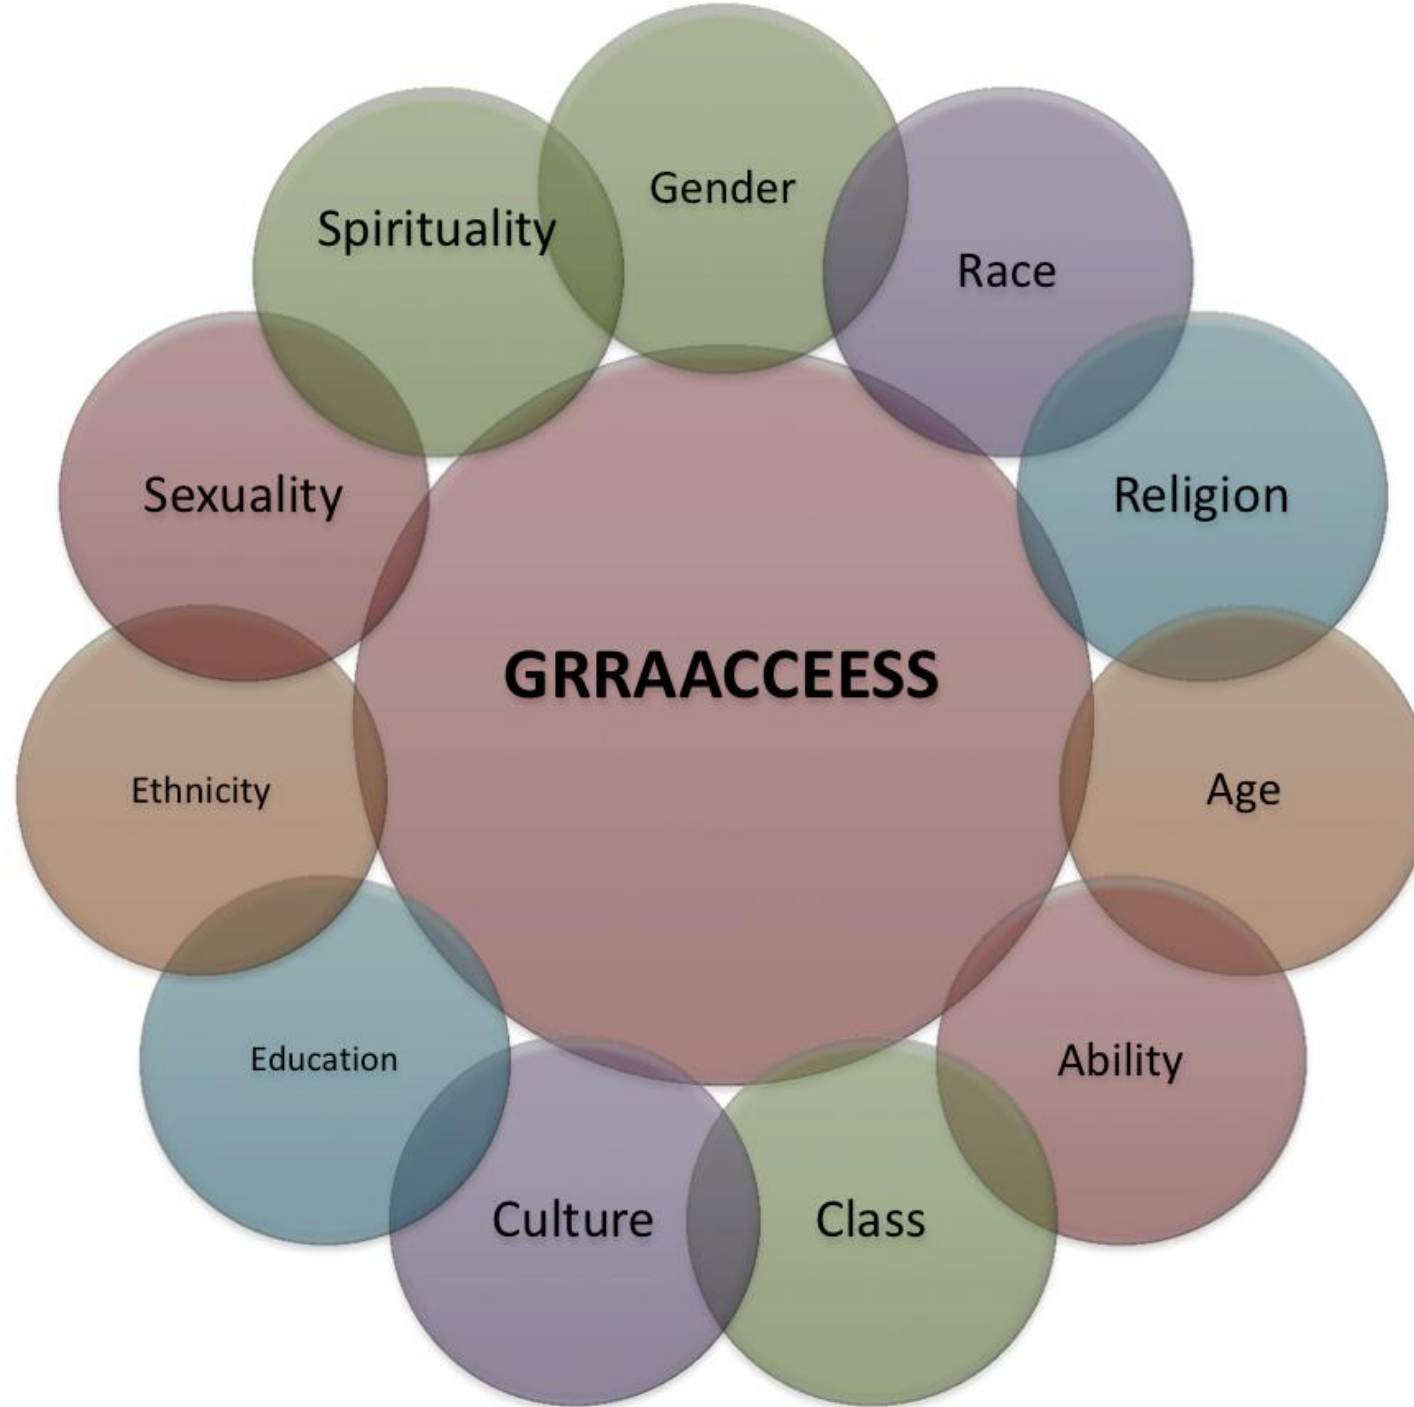 Gender
Race
Religion
Age
Ability
Class
Culture
Education
Ethnicity
Sexuality
Spirituality
GRRAACCEESS